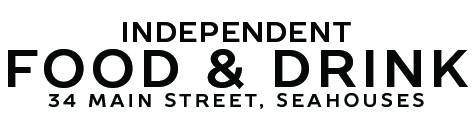 INDEPENDENT
FOOD & DRINK
34 MAIN STREET, SEAHOUSES